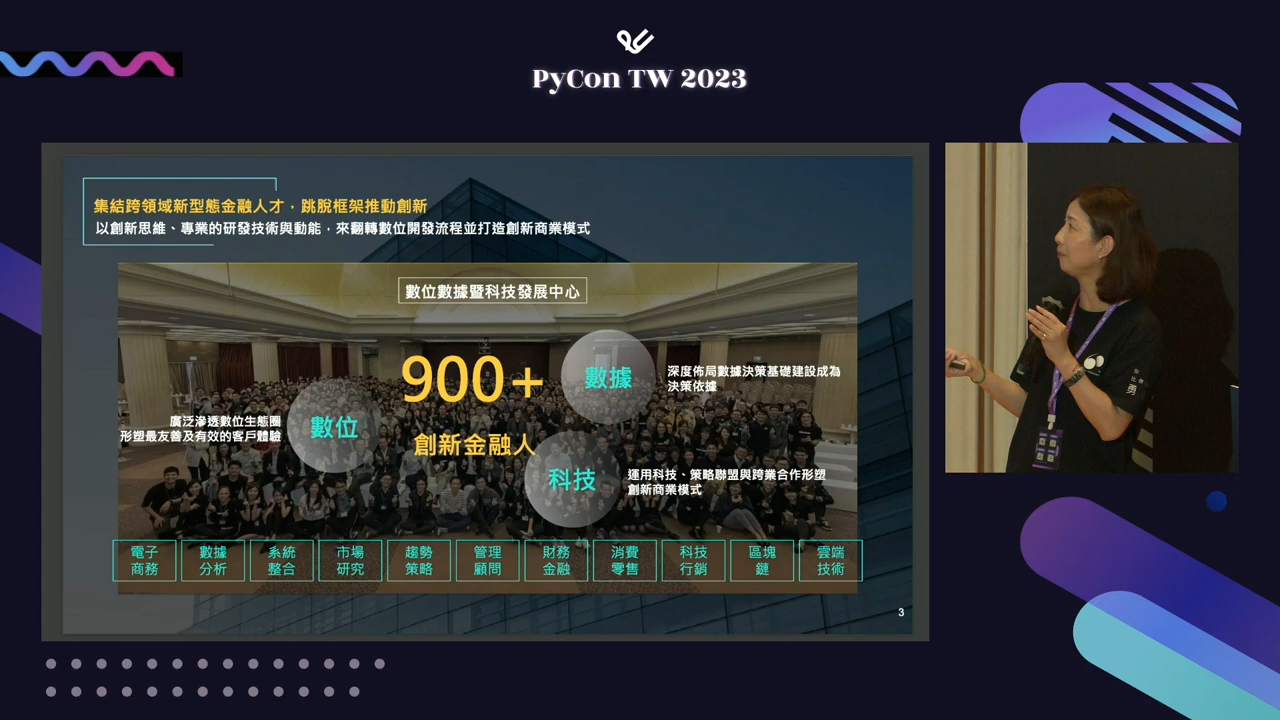 PyCon TW 2023
集結跨領域新型態金融人才，跳脫框架推動創新
以創新思維、專業的研發技術與動能，來翻轉數位開發流程並打造創新商業模式
數位數據暨科技發展中心
900+
創新金融人
數據
深度佈局數據決策基礎建設成為
決策依據
廣泛滲透數位生態圈
形塑最友善及有效的客戶體驗
數位
科技
運用科技、策略聯盟與跨業合作形塑
創新商業模式
電子
商務
數據
分析
系統
整合
市場
研究
趨勢
策略
管理
顧問
財務
金融
消費
零售
科技
行銷
區塊
鏈
雲端
技術
3
勇